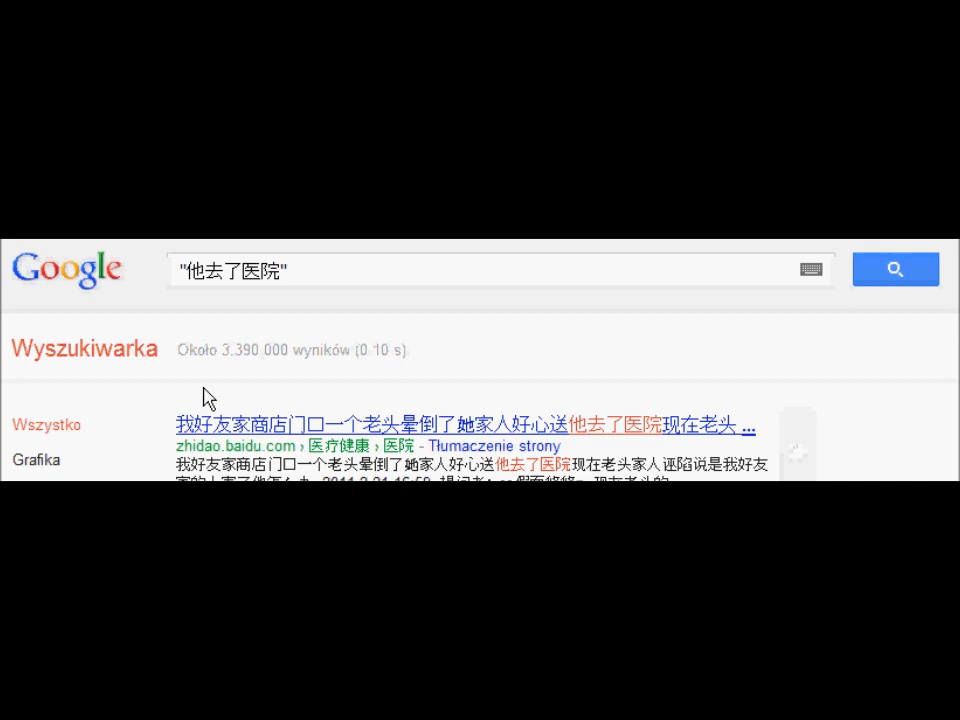 Google
"他去了医院"
Wyszukiwarka
Około 3.390.000 wyników (0.10 s)
Wszystko
我好友家商店门口一个老头晕倒了她家人好心送他去了医院现在老头 ...
zhidao.baidu.com › 医疗健康 › 医院 - Tłumaczenie strony
Grafika
我好友家商店门口一个老头晕倒了她家人好心送他去了医院现在老头家人诬陷说是我好友